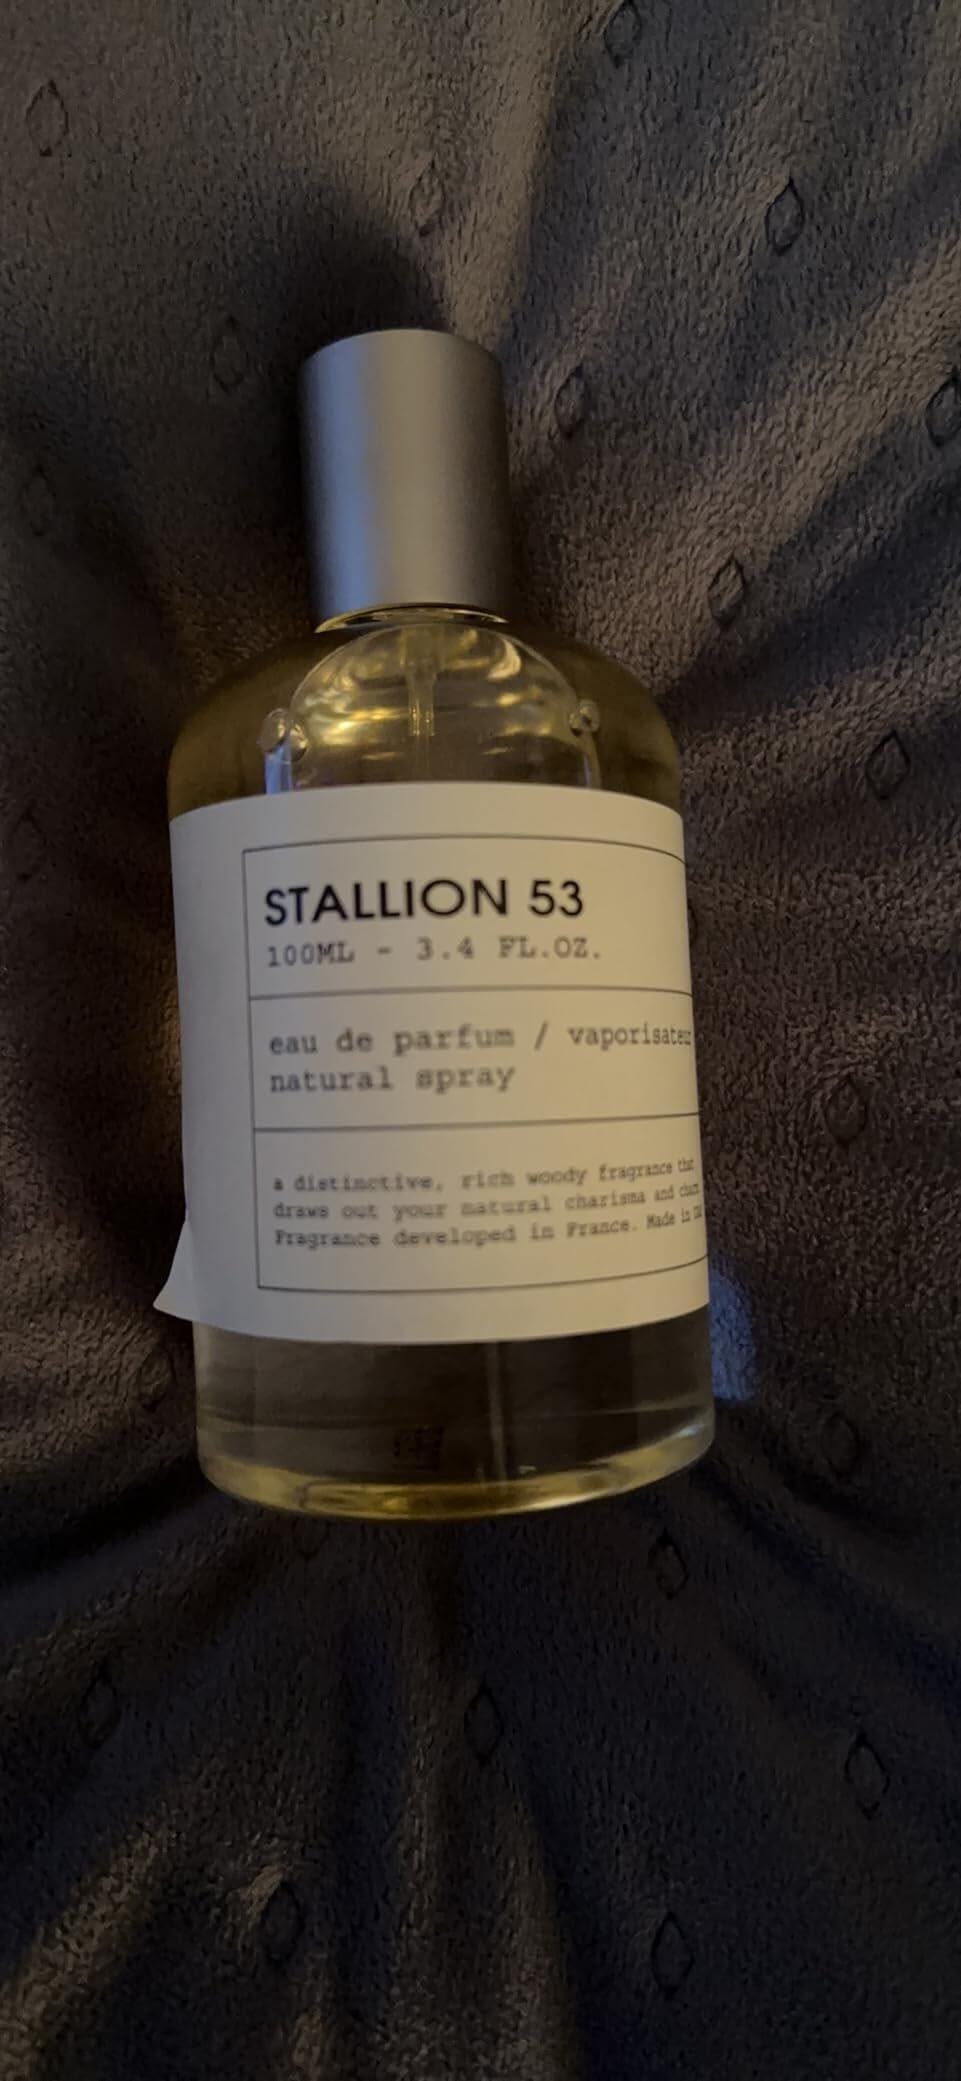 STALLION 53
100ML - 3.4 FL.OZ.
eau de parfum / vaporisateur
natural spray
a distinctive, rich woody fragrance that
draws out your natural charisma and
Fragrance developed in France. Made in